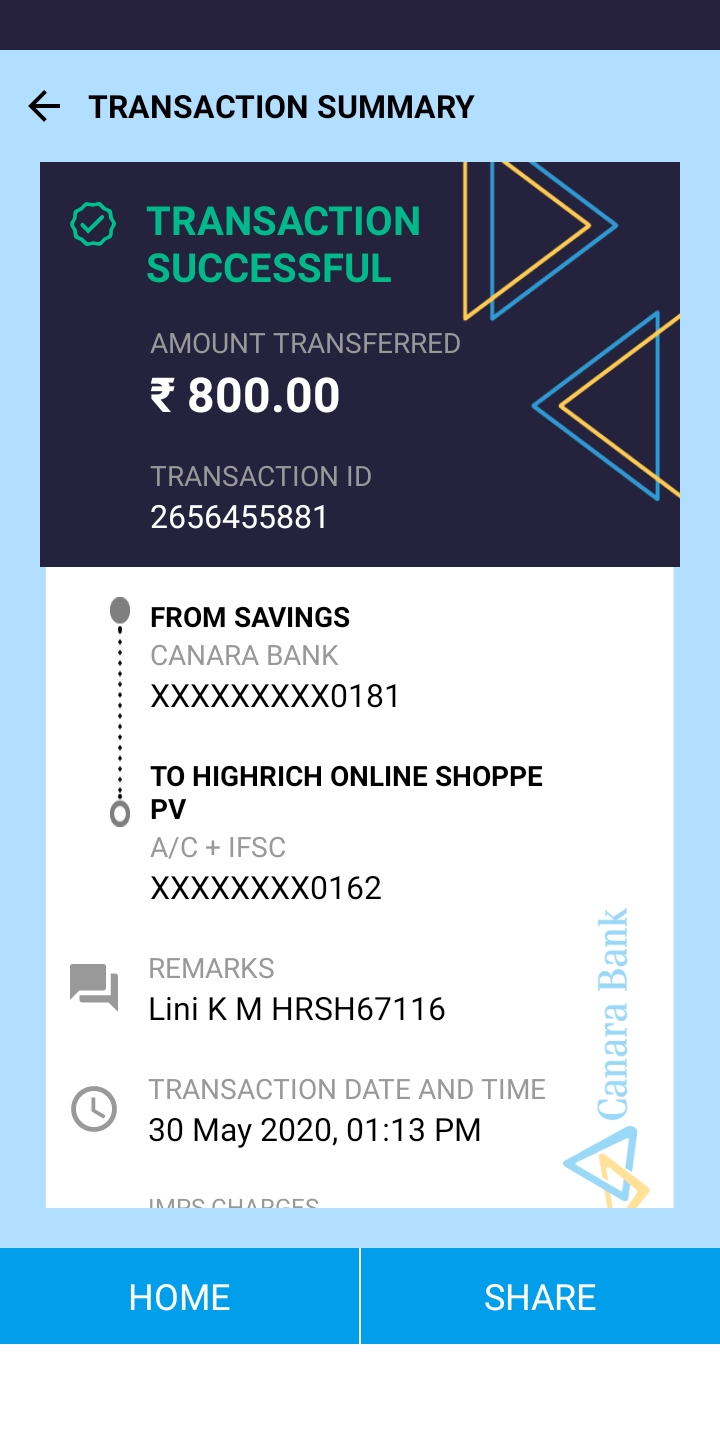 TRANSACTION SUMMARY
TRANSACTION
SUCCESSFUL
AMOUNT TRANSFERRED
₹ 800.00
TRANSACTION ID
2656455881
FROM SAVINGS
CANARA BANK
XXXXXXXXX0181
TO HIGHRICH ONLINE SHOPPE
PV
A/C + IFSC
XXXXXXXX0162
REMARKS
Lini K M HRSH67116
TRANSACTION DATE AND TIME
30 May 2020, 01:13 PM
IMPS CHARGES
Canara Bank
HOME
SHARE